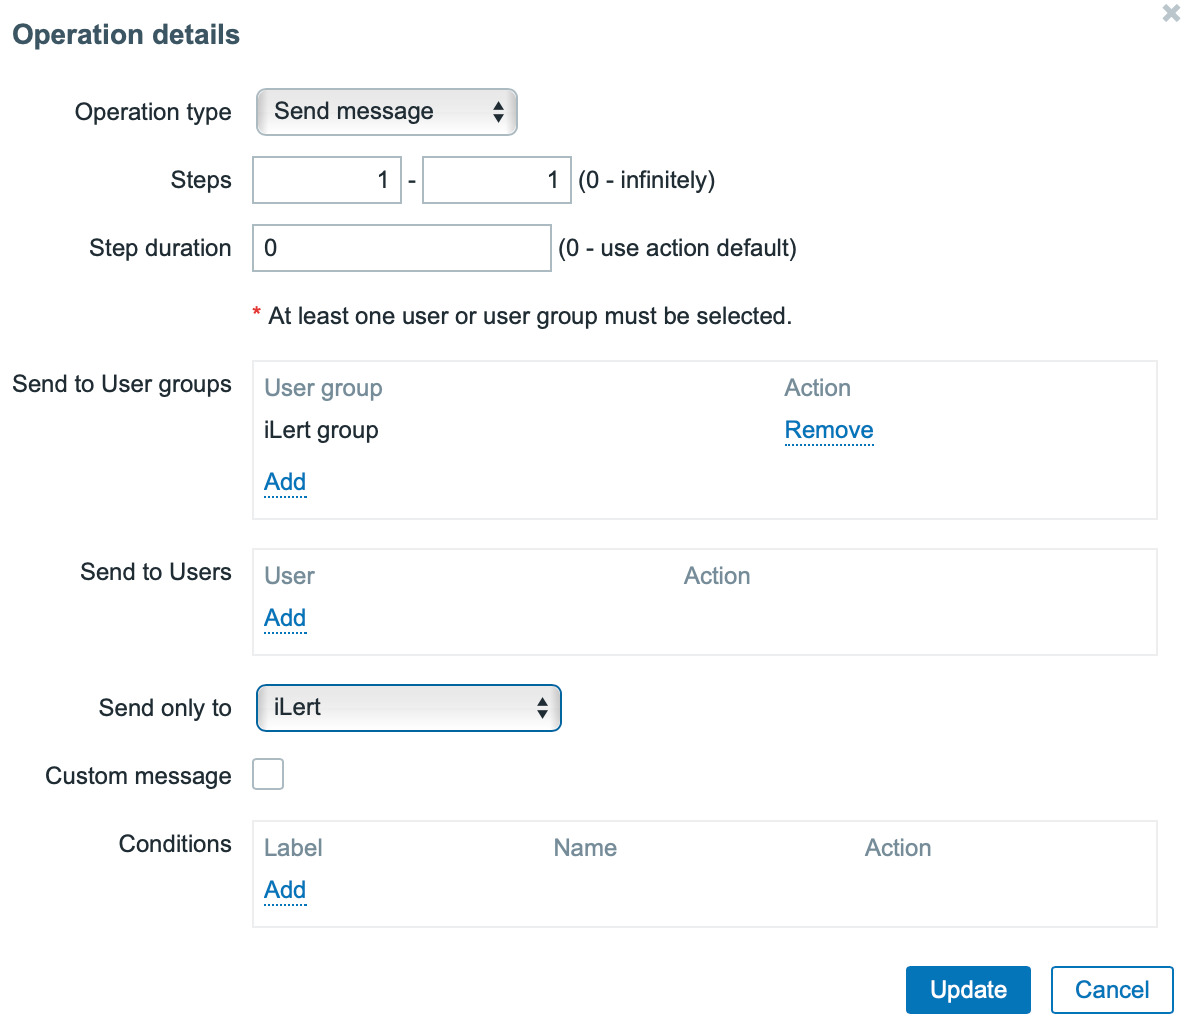 Operation details
Operation type Send message
Steps 1 - 1 (0 - infinitely)
Step duration 0 (0 - use action default)
* At least one user or user group must be selected.
Send to User groups User group Action
iLert group Remove
Add
Send to Users User Action
Add
Send only to iLert
Custom message
Conditions Label Name Action
Add
Update Cancel